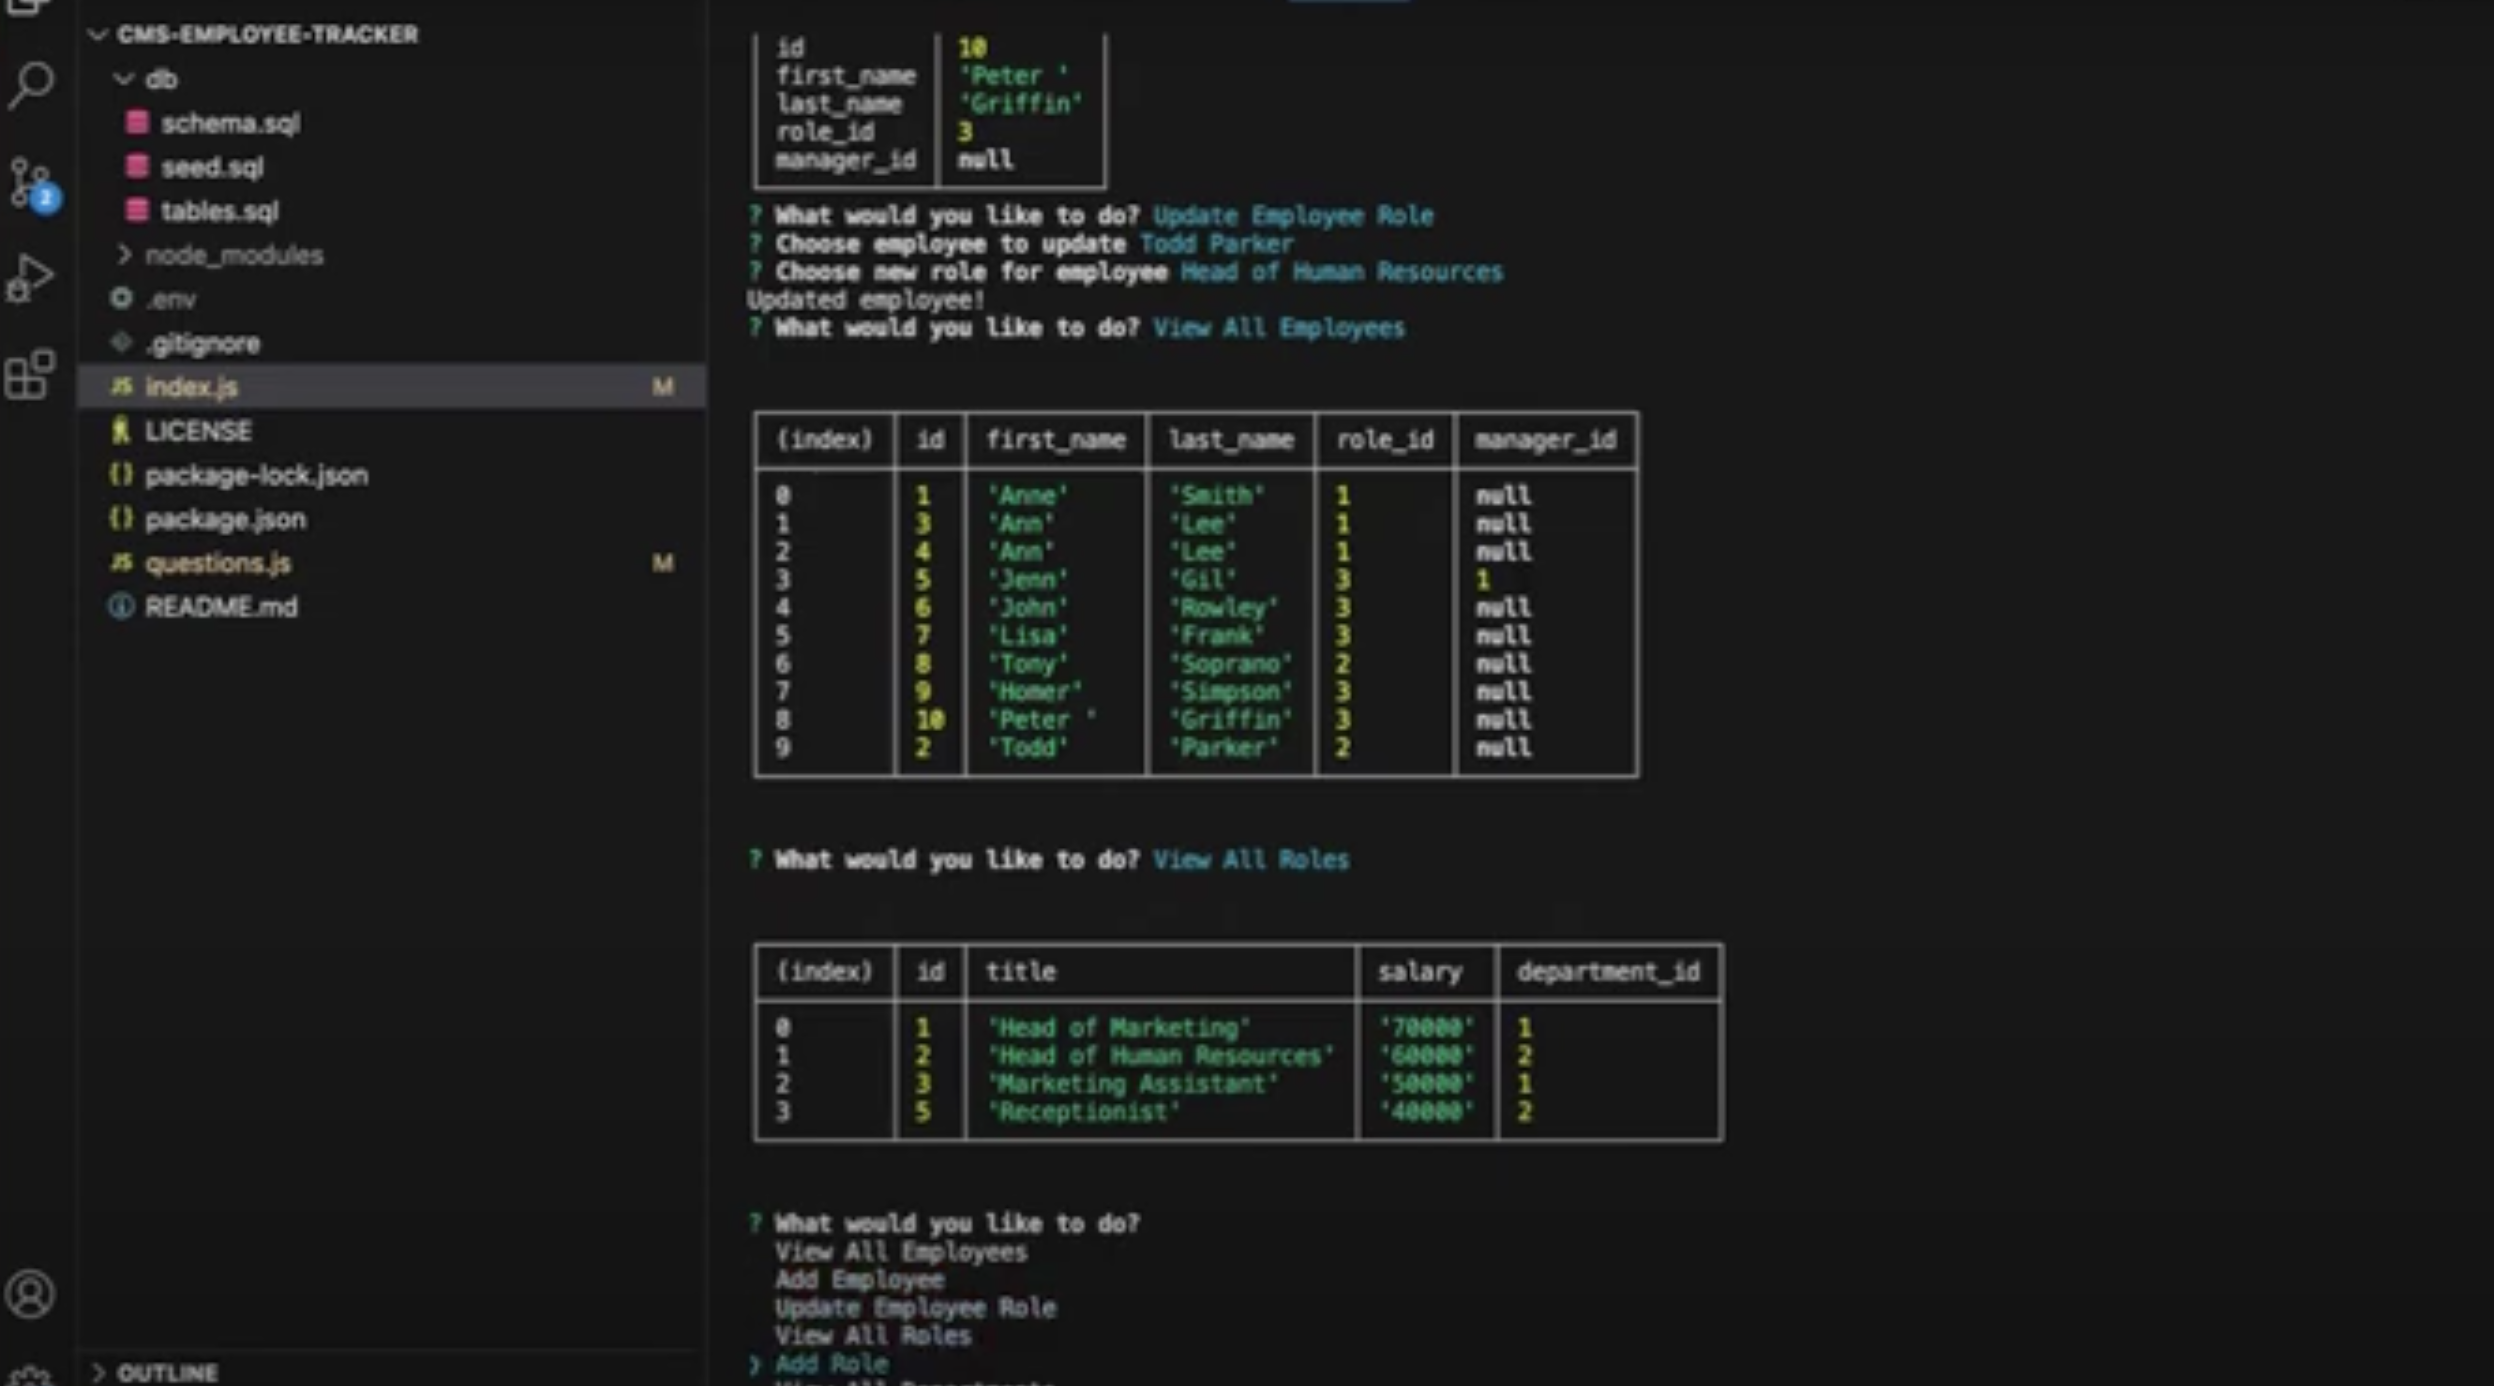 CMS-EMPLOYEE-TRACKER
db
schema.sql
seed.sql
tables.sql
node_modules
.env
.gitignore
JS index.js M
LICENSE
{} package-lock.json
{} package.json
JS questions.js M
README.md
OUTLINE
2
id 10
first_name 'Peter '
last_name 'Griffin'
role_id 3
manager_id null
? What would you like to do? Update Employee Role
? Choose employee to update Todd Parker
? Choose new role for employee Head of Human Resources
Updated employee!
? What would you like to do? View All Employees
(index) id first_name last_name role_id manager_id
0 1 'Anne' 'Smith' 1 null
1 3 'Ann' 'Lee' 1 null
2 4 'Ann' 'Lee' 1 null
3 5 'Jenn' 'Gil' 3 1
4 6 'John' 'Rowley' 3 null
5 7 'Lisa' 'Frank' 3 null
6 8 'Tony' 'Soprano' 2 null
7 9 'Homer' 'Simpson' 3 null
8 10 'Peter ' 'Griffin' 3 null
9 2 'Todd' 'Parker' 2 null
? What would you like to do? View All Roles
(index) id title salary department_id
0 1 'Head of Marketing' '70000' 1
1 2 'Head of Human Resources' '60000' 2
2 3 'Marketing Assistant' '50000' 1
3 5 'Receptionist' '40000' 2
? What would you like to do?
View All Employees
Add Employee
Update Employee Role
View All Roles
❯ Add Role